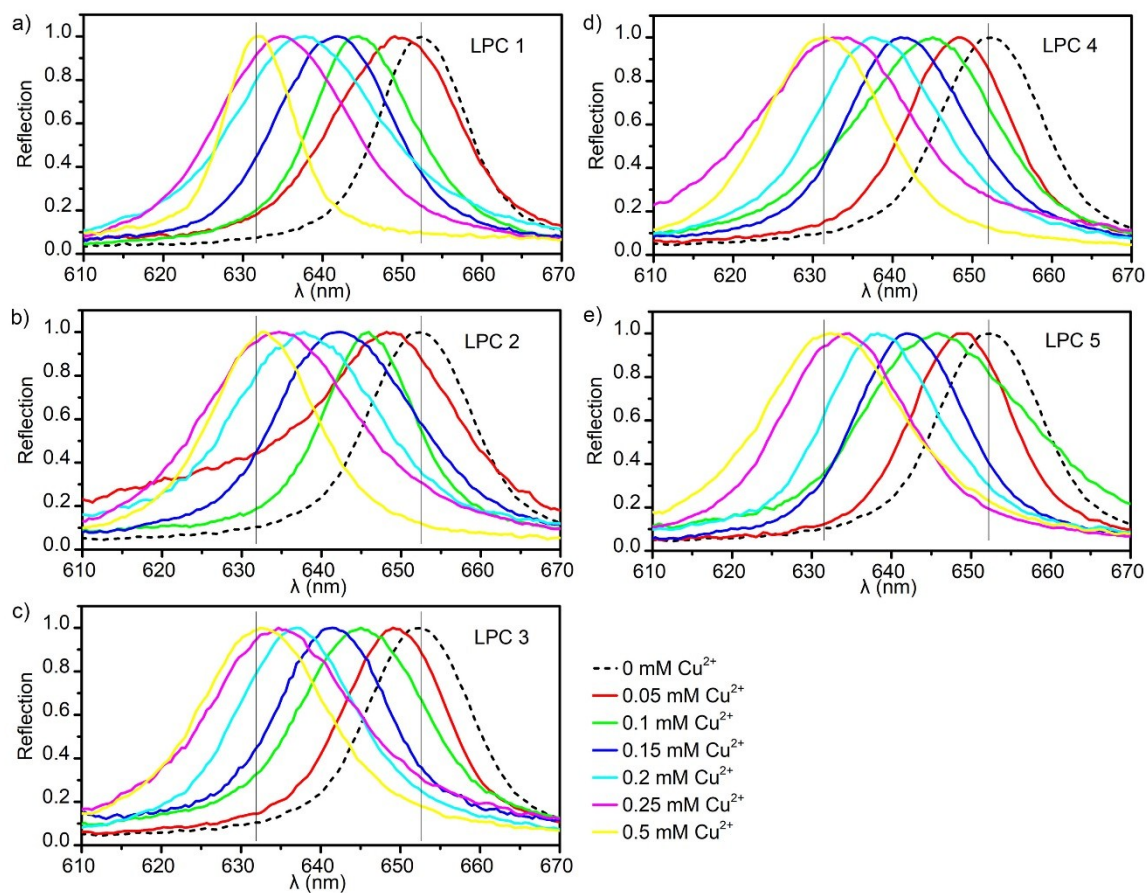 a)
LPC 1
Reflection
1.0
0.8
0.6
0.4
0.2
0.0
610 620 630 640 650 660 670
λ (nm)
b)
LPC 2
Reflection
1.0
0.8
0.6
0.4
0.2
0.0
610 620 630 640 650 660 670
λ (nm)
c)
LPC 3
Reflection
1.0
0.8
0.6
0.4
0.2
0.0
610 620 630 640 650 660 670
λ (nm)
d)
LPC 4
Reflection
1.0
0.8
0.6
0.4
0.2
0.0
610 620 630 640 650 660 670
λ (nm)
e)
LPC 5
Reflection
1.0
0.8
0.6
0.4
0.2
0.0
610 620 630 640 650 660 670
λ (nm)
0 mM Cu²⁺
0.05 mM Cu²⁺
0.1 mM Cu²⁺
0.15 mM Cu²⁺
0.2 mM Cu²⁺
0.25 mM Cu²⁺
0.5 mM Cu²⁺